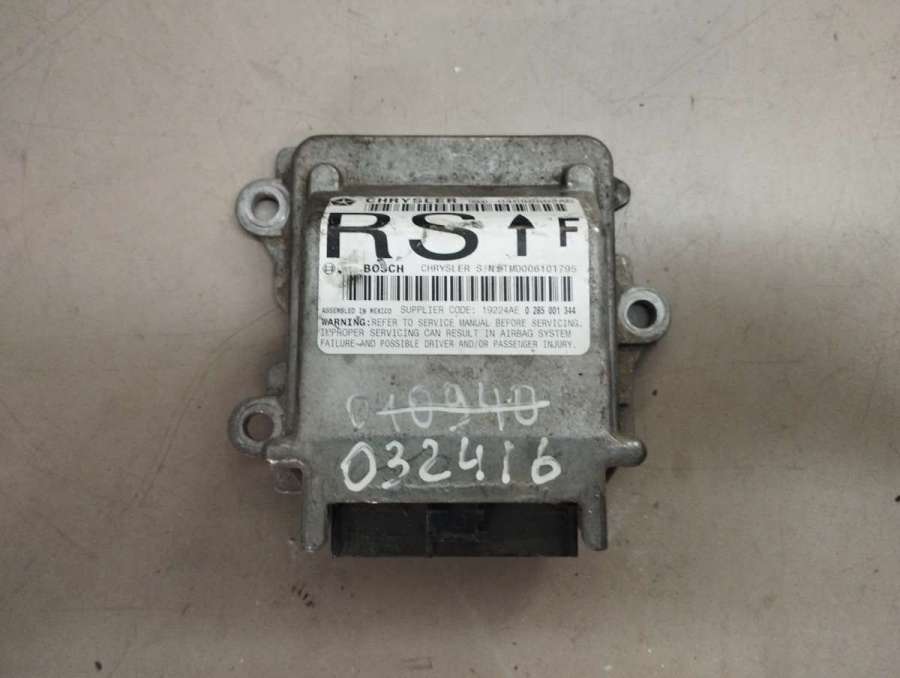 CHRYSLER
RS ↑ F
BOSCH CHRYSLER S/N
ASSEMBLED IN MEXICO SUPPLIER CODE: 19224AE 0 285 001 344
WARNING: REFER TO SERVICE MANUAL BEFORE SERVICING.
IMPROPER SERVICING CAN RESULT IN AIRBAG SYSTEM
FAILURE AND POSSIBLE DRIVER AND/OR PASSENGER INJURY.
010940
032416